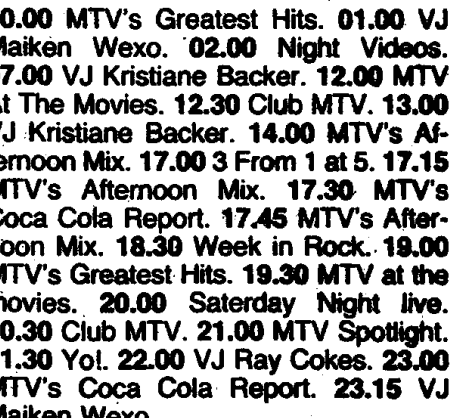 0.00 MTV's Greatest Hits. 01.00 VJ
Maiken Wexo. 02.00 Night Videos.
7.00 VJ Kristiane Backer. 12.00 MTV
At The Movies. 12.30 Club MTV. 13.00
VJ Kristiane Backer. 14.00 MTV's Af-
ernoon Mix. 17.00 3 From 1 at 5. 17.15
MTV's Afternoon Mix. 17.30 MTV's
Coca Cola Report. 17.45 MTV's After-
oon Mix. 18.30 Week in Rock. 19.00
MTV's Greatest Hits. 19.30 MTV at the
movies. 20.00 Saterday Night live.
0.30 Club MTV. 21.00 MTV Spotlight.
1.30 Yo!. 22.00 VJ Ray Cokes. 23.00
MTV's Coca Cola Report. 23.15 VJ
Maiken Wexo